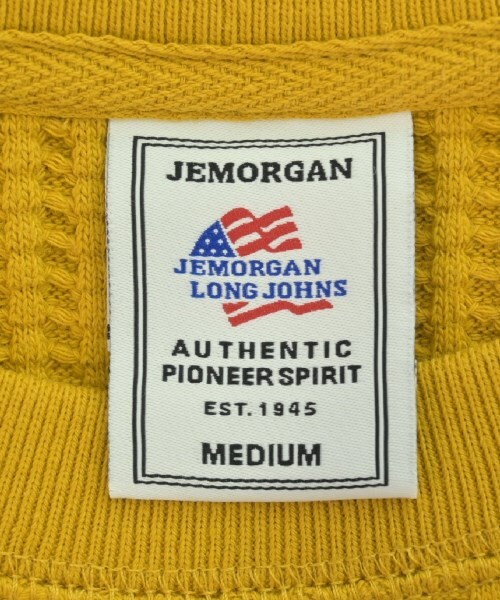 JEMORGAN
JEMORGAN
LONG JOHNS
AUTHENTIC
PIONEER SPIRIT
EST. 1945
MEDIUM